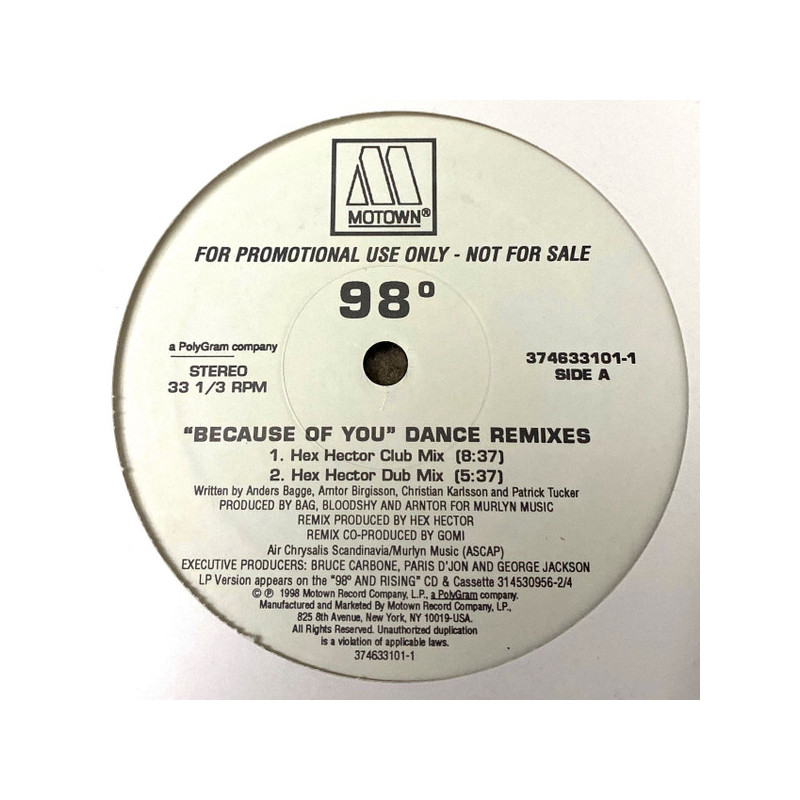 MOTOWN®
FOR PROMOTIONAL USE ONLY - NOT FOR SALE
98º
a PolyGram company
STEREO
33 1/3 RPM
374633101-1
SIDE A
“BECAUSE OF YOU” DANCE REMIXES
1. Hex Hector Club Mix (8:37)
2. Hex Hector Dub Mix (5:37)
Written by Anders Bagge, Arntor Birgisson, Christian Karlsson and Patrick Tucker
PRODUCED BY BAG, BLOODSHY AND ARNTOR FOR MURLYN MUSIC
REMIX PRODUCED BY HEX HECTOR
REMIX CO-PRODUCED BY GOMI
Air Chrysalis Scandinavia/Murlyn Music (ASCAP)
EXECUTIVE PRODUCERS: BRUCE CARBONE, PARIS D'JON AND GEORGE JACKSON
LP Version appears on the "98º AND RISING" CD & Cassette 314530956-2/4
© ℗ 1998 Motown Record Company, L.P., a PolyGram company.
Manufactured and Marketed By Motown Record Company, L.P.,
825 8th Avenue, New York, NY 10019-USA.
All Rights Reserved. Unauthorized duplication
is a violation of applicable laws.
374633101-1